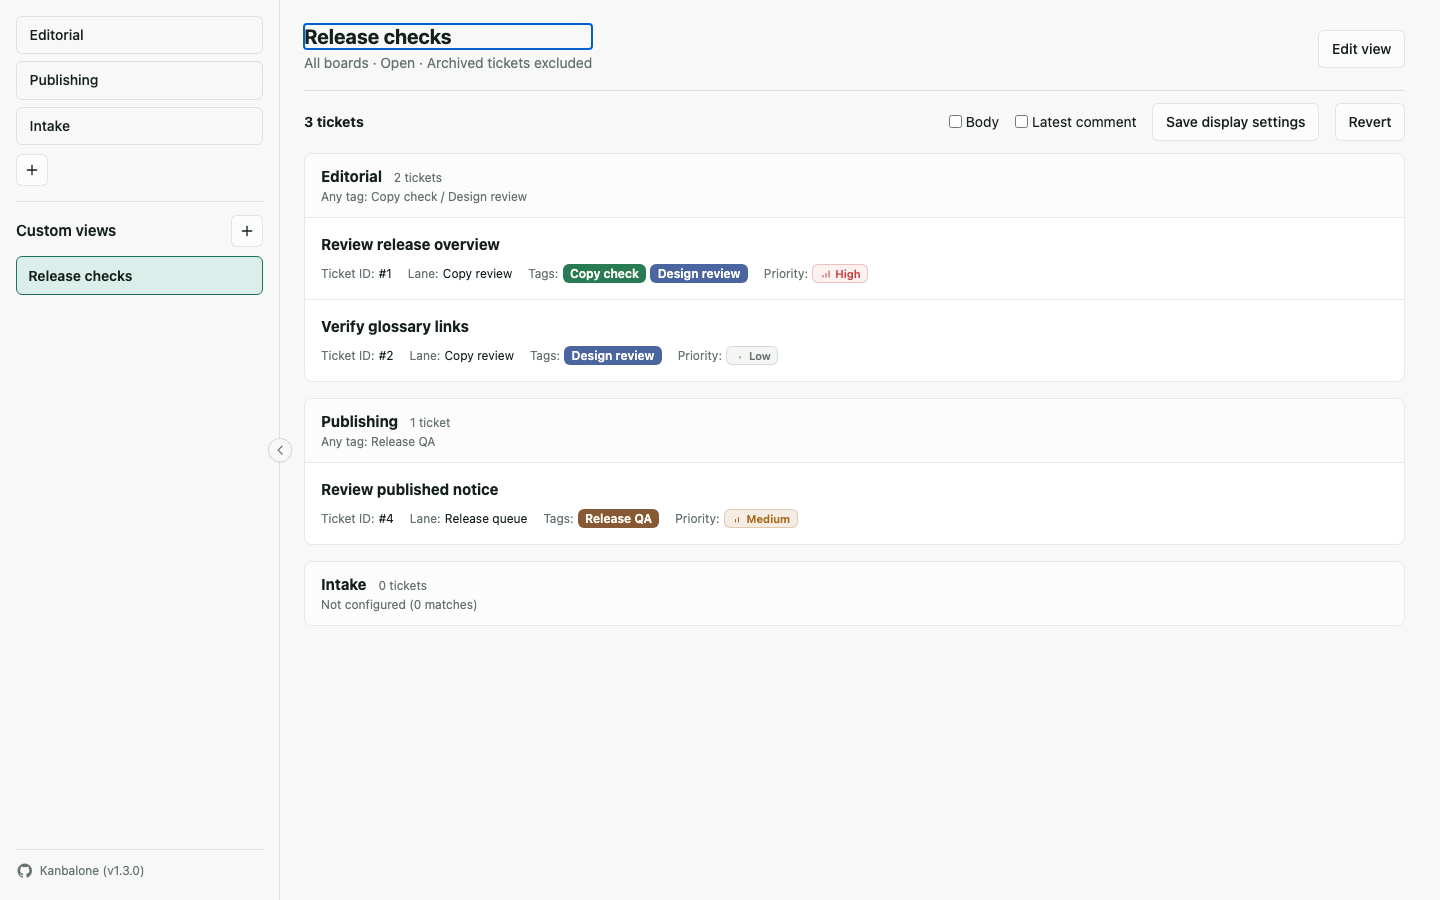 Editorial
Publishing
Intake
Custom views
Release checks
Kanbalone (v1.3.0)
Release checks
All boards · Open · Archived tickets excluded
Edit view
3 tickets
Body
Latest comment
Save display settings
Revert
Editorial 2 tickets
Any tag: Copy check / Design review
Review release overview
Ticket ID: #1 Lane: Copy review Tags: Copy check Design review Priority: High
Verify glossary links
Ticket ID: #2 Lane: Copy review Tags: Design review Priority: Low
Publishing 1 ticket
Any tag: Release QA
Review published notice
Ticket ID: #4 Lane: Release queue Tags: Release QA Priority: Medium
Intake 0 tickets
Not configured (0 matches)